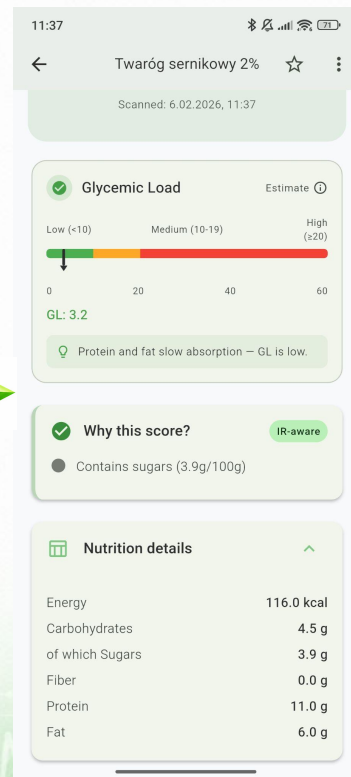 11:37
71
Twaróg sernikowy 2%
Scanned: 6.02.2026, 11:37
Glycemic Load
Estimate
Low (<10)
Medium (10-19)
High
(≥20)
0 20 40 60
GL: 3.2
Protein and fat slow absorption — GL is low.
Why this score?
IR-aware
Contains sugars (3.9g/100g)
Nutrition details
Energy 116.0 kcal
Carbohydrates 4.5 g
of which Sugars 3.9 g
Fiber 0.0 g
Protein 11.0 g
Fat 6.0 g